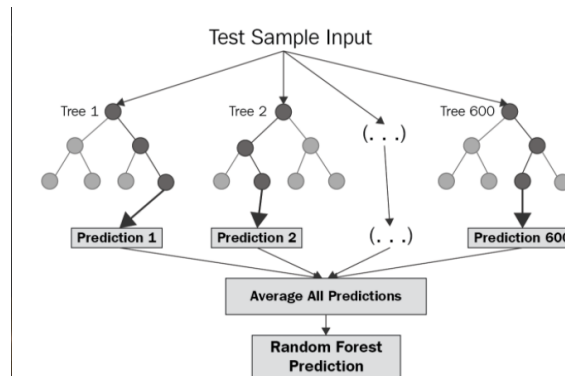 Test Sample Input
Tree 1
Tree 2
(. . .)
Tree 600
Prediction 1
Prediction 2
(. . .)
Prediction 600
Average All Predictions
Random Forest
Prediction